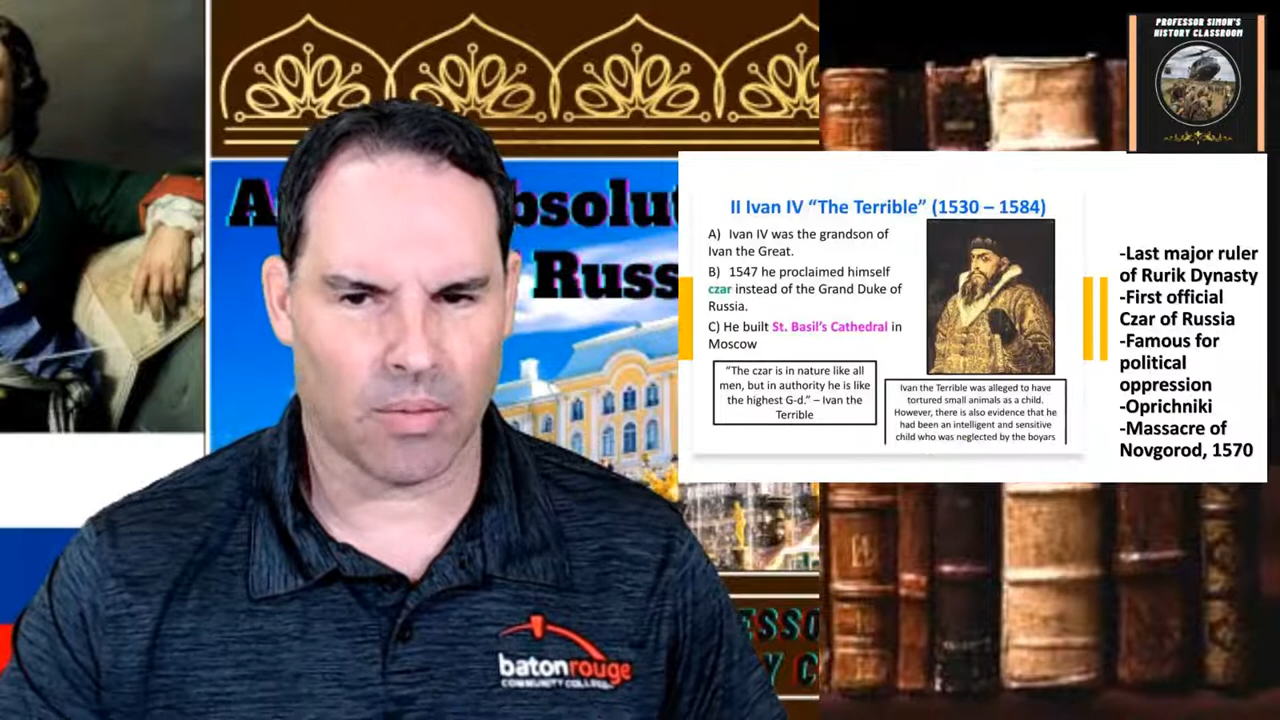 PROFESSOR SIMON'S
HISTORY CLASSROOM
II Ivan IV “The Terrible” (1530 – 1584)
A) Ivan IV was the grandson of
Ivan the Great.
B) 1547 he proclaimed himself
czar instead of the Grand Duke of
Russia.
C) He built St. Basil’s Cathedral in
Moscow
“The czar is in nature like all
men, but in authority he is like
the highest G-d.” – Ivan the
Terrible
Ivan the Terrible was alleged to have
tortured small animals as a child.
However, there is also evidence that he
had been an intelligent and sensitive
child who was neglected by the boyars
-Last major ruler
of Rurik Dynasty
-First official
Czar of Russia
-Famous for
political
oppression
-Oprichniki
-Massacre of
Novgorod, 1570
batonrouge
COMMUNITY COLLEGE